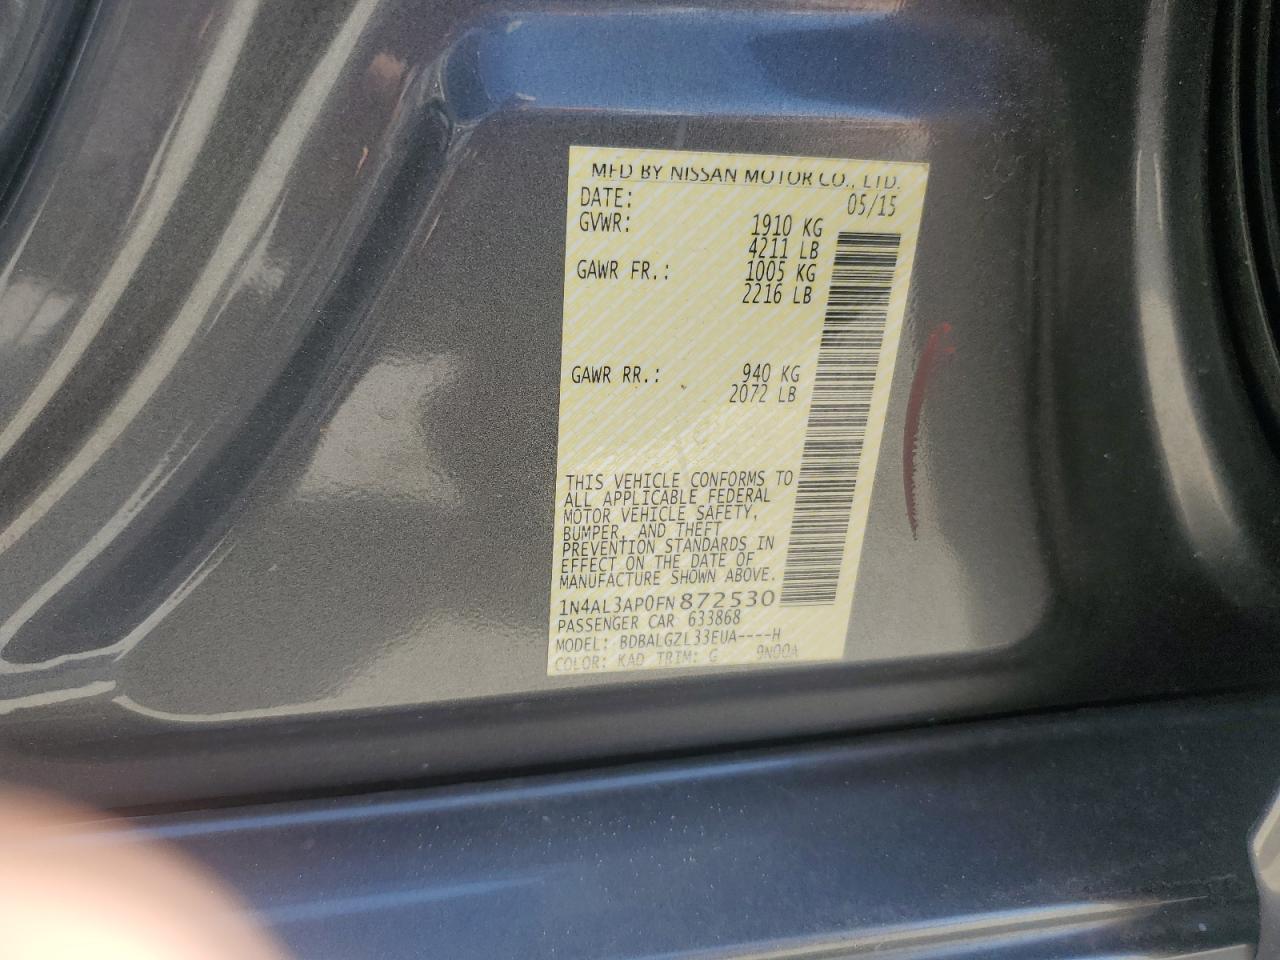 MFD BY NISSAN MOTOR CO., LTD.
DATE: 05/15
GVWR: 1910 KG
4211 LB
GAWR FR.: 1005 KG
2216 LB
GAWR RR.: 940 KG
2072 LB
THIS VEHICLE CONFORMS TO
ALL APPLICABLE FEDERAL
MOTOR VEHICLE SAFETY,
BUMPER, AND THEFT
PREVENTION STANDARDS IN
EFFECT ON THE DATE OF
MANUFACTURE SHOWN ABOVE.
1N4AL3AP0FN872530
PASSENGER CAR 633868
MODEL: BDBALGZL33EUA----H
COLOR: KAD TRIM: G 9N00A